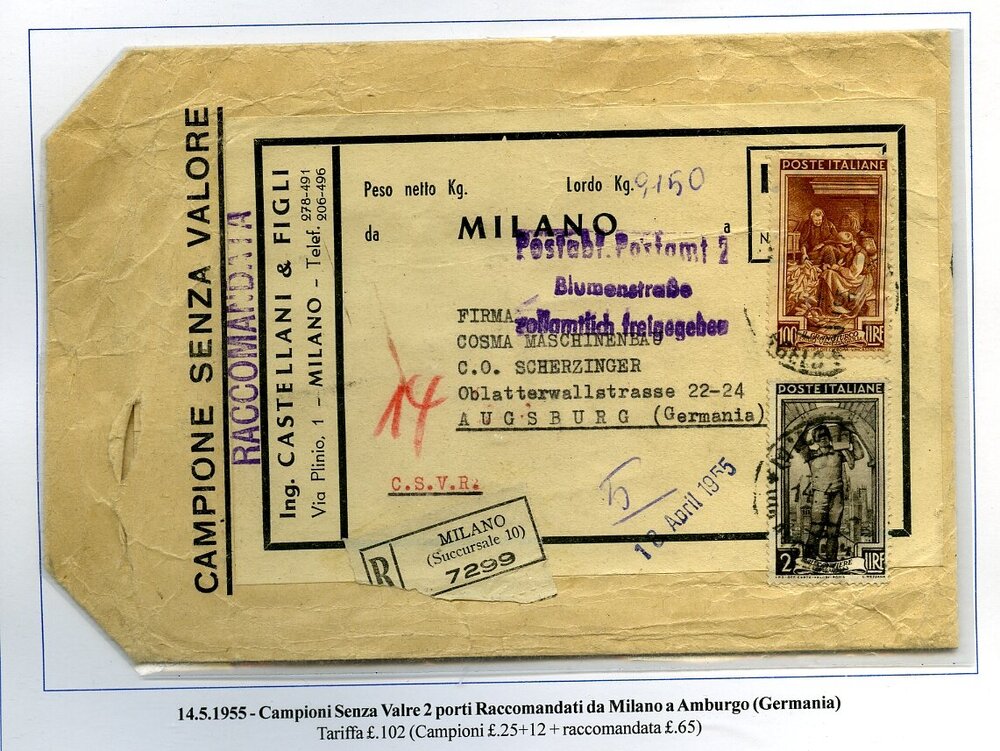 CAMPIONE SENZA VALORE
RACCOMANDATA
Ing. CASTELLANI & FIGLI
Via Plinio, 1 - MILANO - Telef. 278-491
206-496
Peso netto Kg.
Lordo Kg. 0,150
da
MILANO
a
N
Postabf. Postamt 2
Blumenstraße
zollamtlich freigegeben
FIRMA
COSMA MASCHINENBAU
C.O. SCHERZINGER
Oblatterwallstrasse 22-24
AUGSBURG (Germania)
14
C.S.V.R.
5
18 April 1955
R
MILANO
(Succursale 10)
7299
POSTE ITALIANE
100 LIRE
POSTE ITALIANE
2 LIRE
14.5.1955 - Campioni Senza Valre 2 porti Raccomandati da Milano a Amburgo (Germania)
Tariffa £.102 (Campioni £.25+12 + raccomandata £.65)